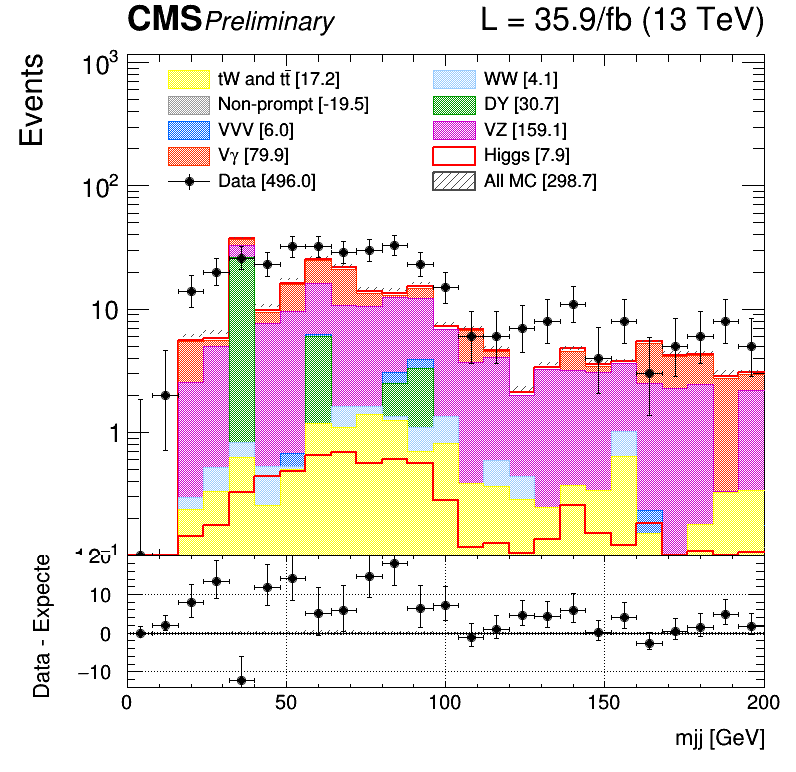 CMS Preliminary L = 35.9/fb (13 TeV)
Events
10³
10²
10
1
tW and tt̄ [17.2]
WW [4.1]
Non-prompt [-19.5]
DY [30.7]
VVV [6.0]
VZ [159.1]
Vγ [79.9]
Higgs [7.9]
Data [496.0]
All MC [298.7]
Data - Expecte
10
0
−10
0 50 100 150 200
mjj [GeV]